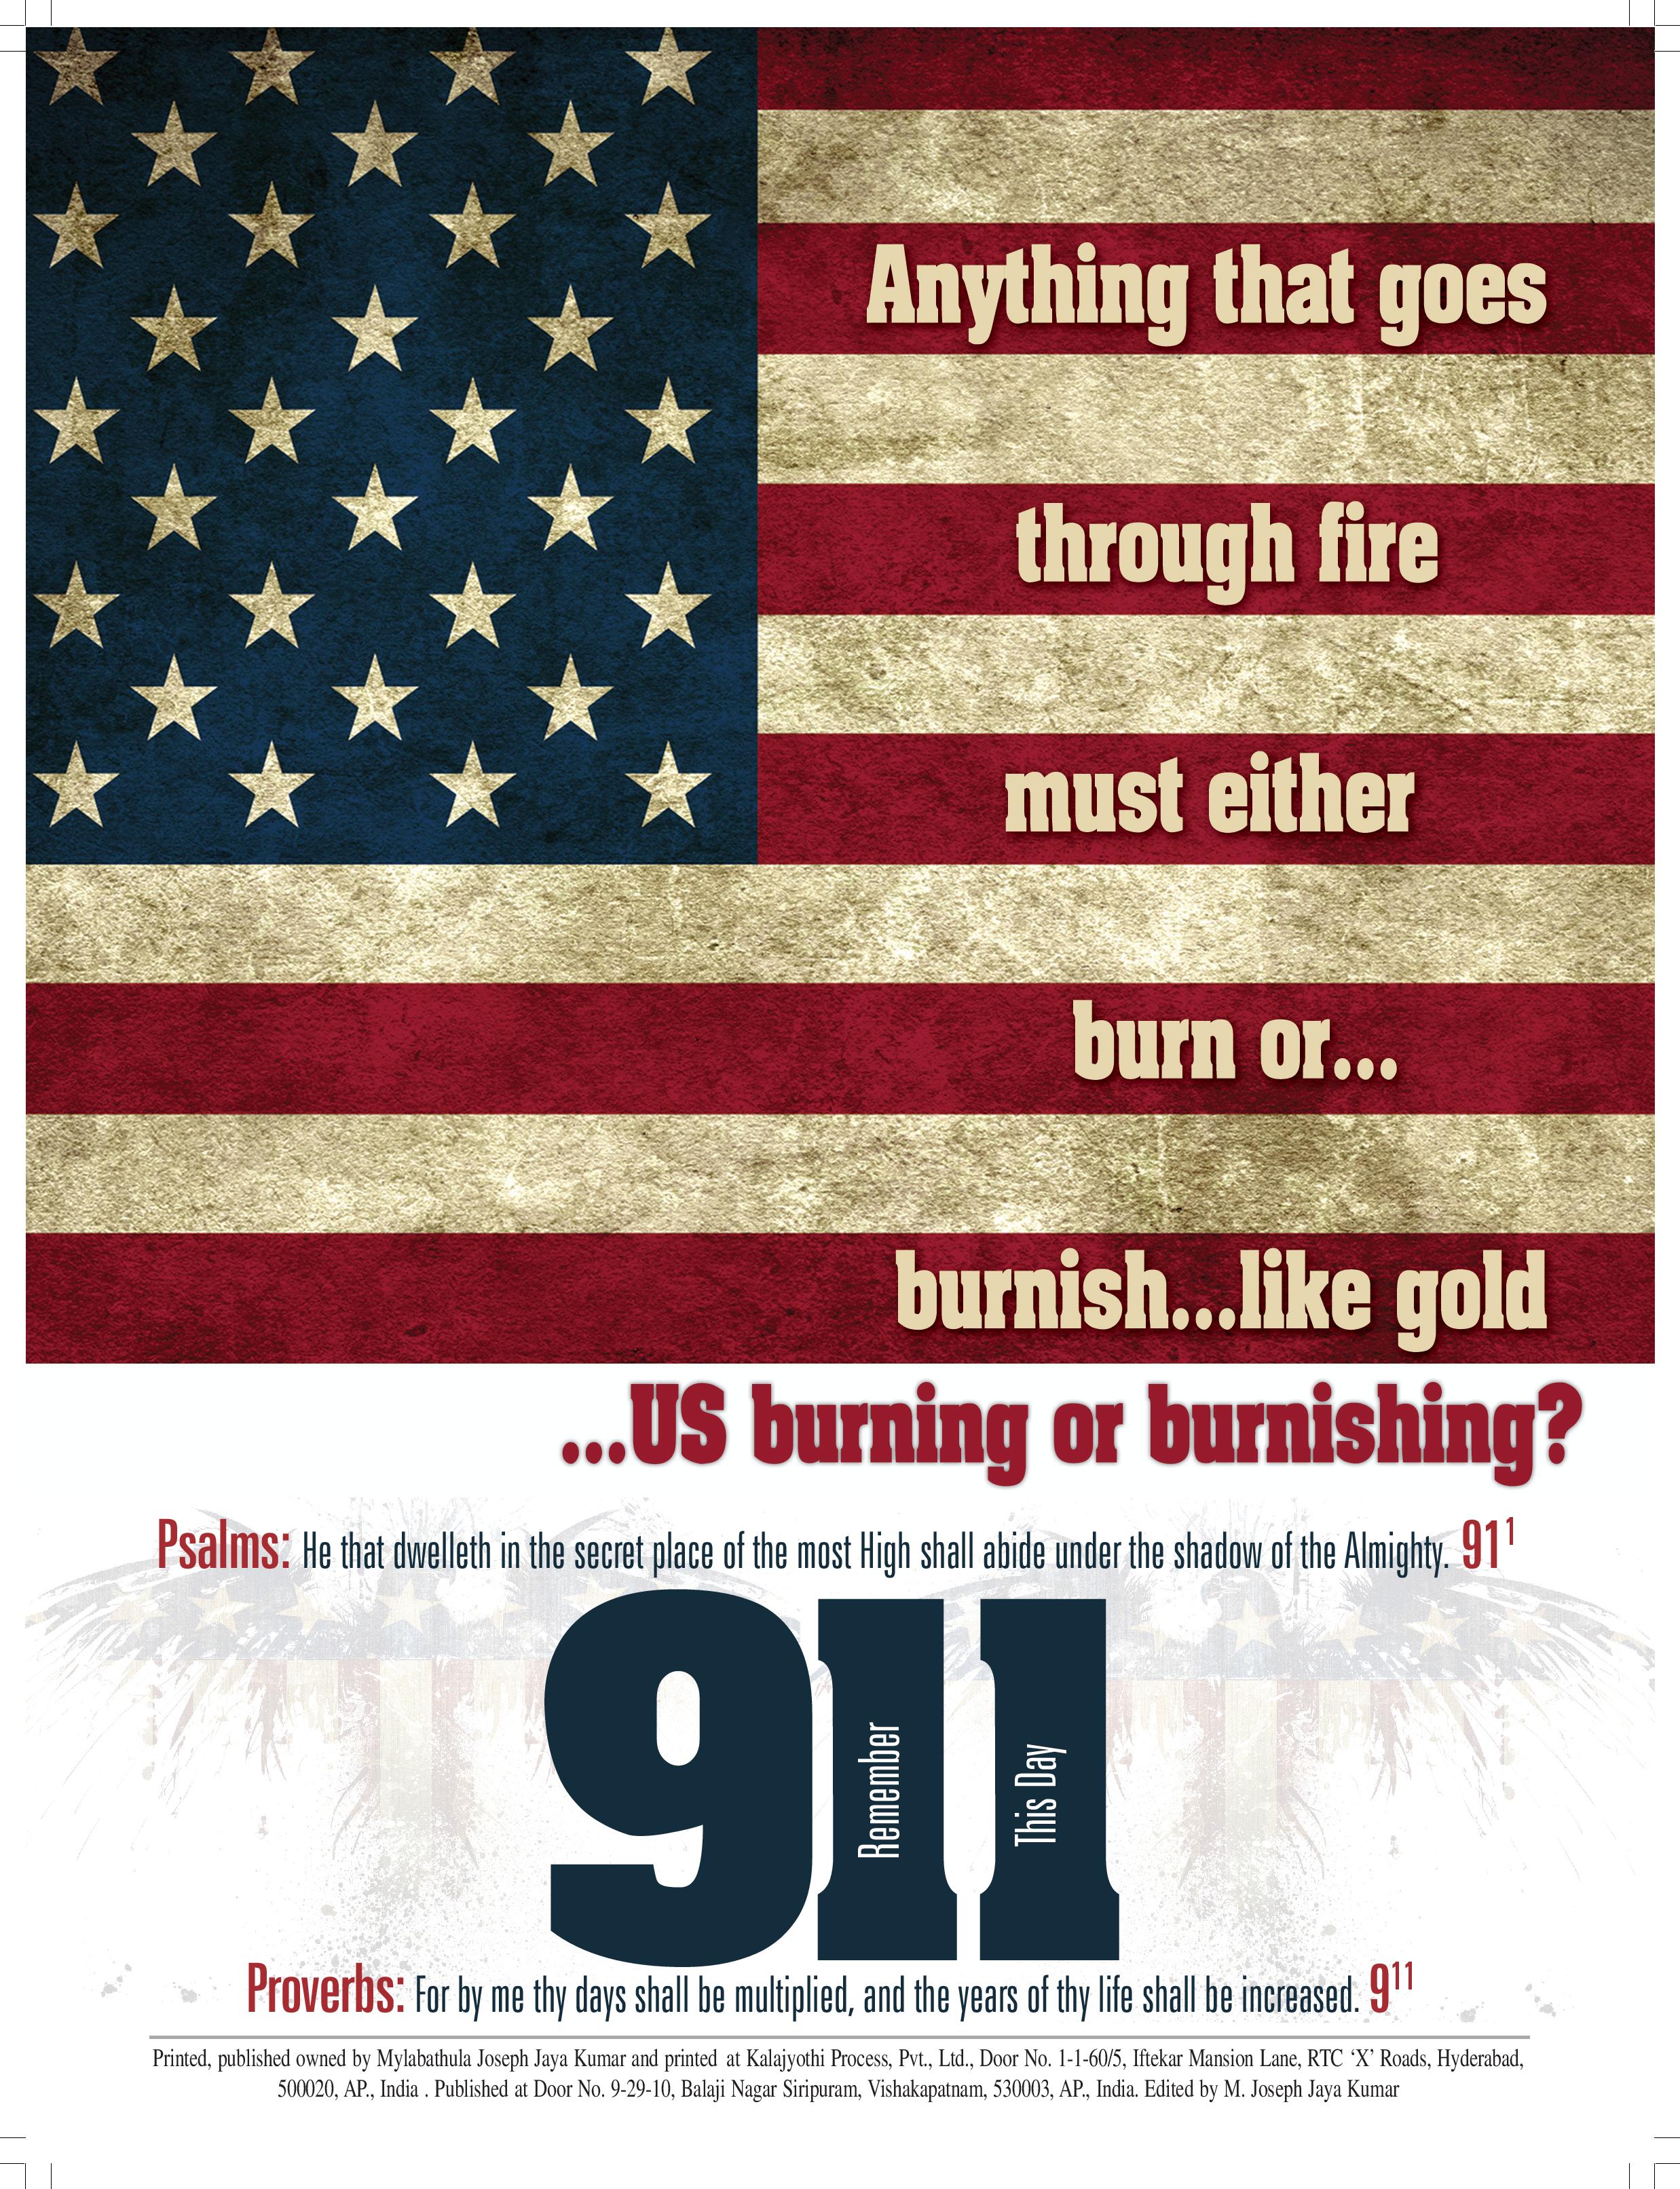 Anything that goes
through fire
must either
burn or...
burnish...like gold
...US burning or burnishing?
Psalms: He that dwelleth in the secret place of the most High shall abide under the shadow of the Almighty. 91¹
911
Remember
This Day
Proverbs: For by me thy days shall be multiplied, and the years of thy life shall be increased. 9¹¹
Printed, published owned by Mylabathula Joseph Jaya Kumar and printed at Kalajyothi Process, Pvt., Ltd., Door No. 1-1-60/5, Iftekar Mansion Lane, RTC ‘X’ Roads, Hyderabad,
500020, AP., India . Published at Door No. 9-29-10, Balaji Nagar Siripuram, Vishakapatnam, 530003, AP., India. Edited by M. Joseph Jaya Kumar